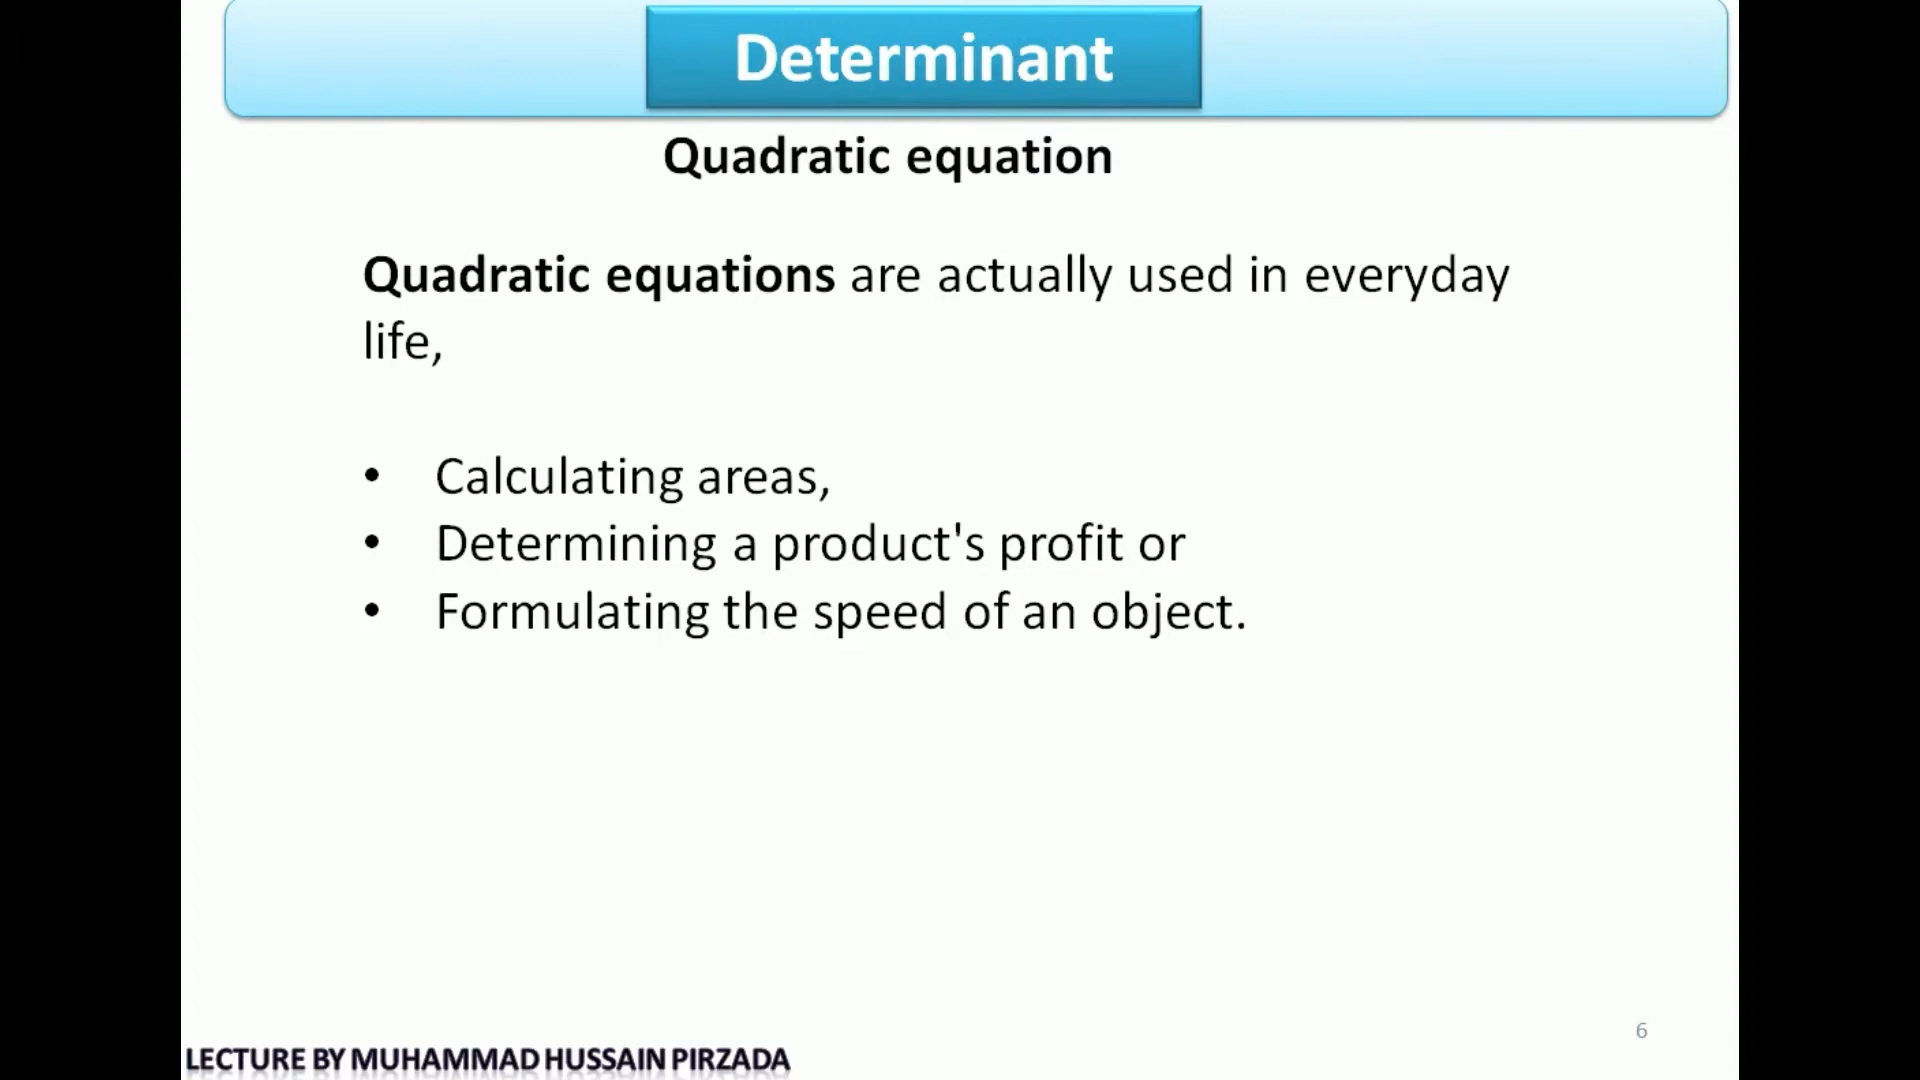 Determinant
Quadratic equation
Quadratic equations are actually used in everyday
life,
• Calculating areas,
• Determining a product's profit or
• Formulating the speed of an object.
6
LECTURE BY MUHAMMAD HUSSAIN PIRZADA